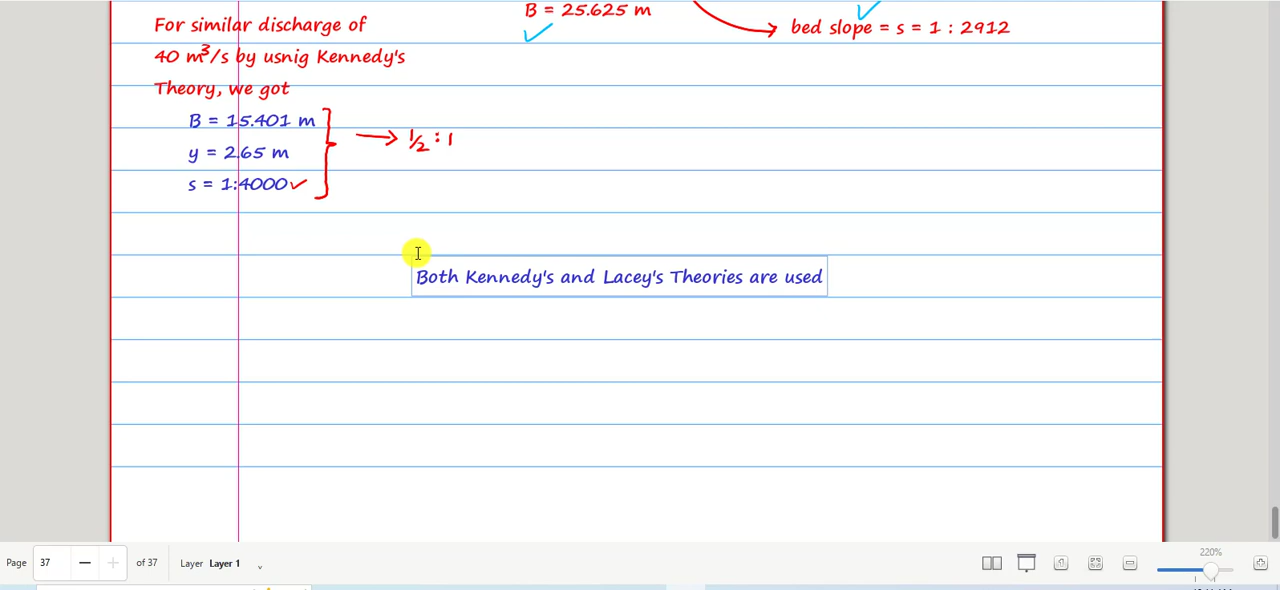 B = 25.625 m
For similar discharge of
bed slope = s = 1 : 2912
40 m³/s by usnig Kennedy's
Theory, we got
B = 15.401 m
½ : 1
y = 2.65 m
s = 1:4000
Both Kennedy's and Lacey's Theories are used
Page 37 of 37 Layer Layer 1
220%